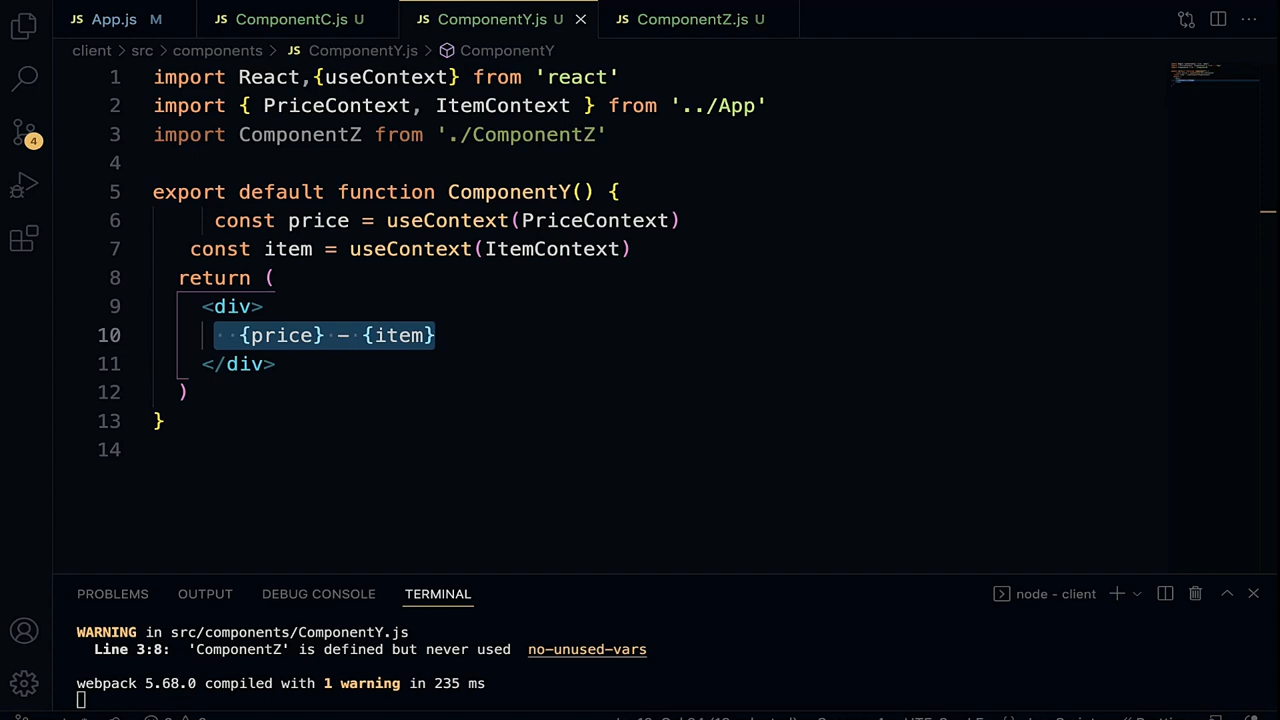 JS App.js M JS ComponentC.js U JS ComponentY.js U JS ComponentZ.js U
client > src > components > JS ComponentY.js > ComponentY
1 import React,{useContext} from 'react'
2 import { PriceContext, ItemContext } from '../App'
3 import ComponentZ from './ComponentZ'
4
5 export default function ComponentY() {
6 const price = useContext(PriceContext)
7 const item = useContext(ItemContext)
8 return (
9 <div>
10 {price} - {item}
11 </div>
12 )
13 }
14
4
PROBLEMS OUTPUT DEBUG CONSOLE TERMINAL node - client
WARNING in src/components/ComponentY.js
Line 3:8: 'ComponentZ' is defined but never used no-unused-vars
webpack 5.68.0 compiled with 1 warning in 235 ms